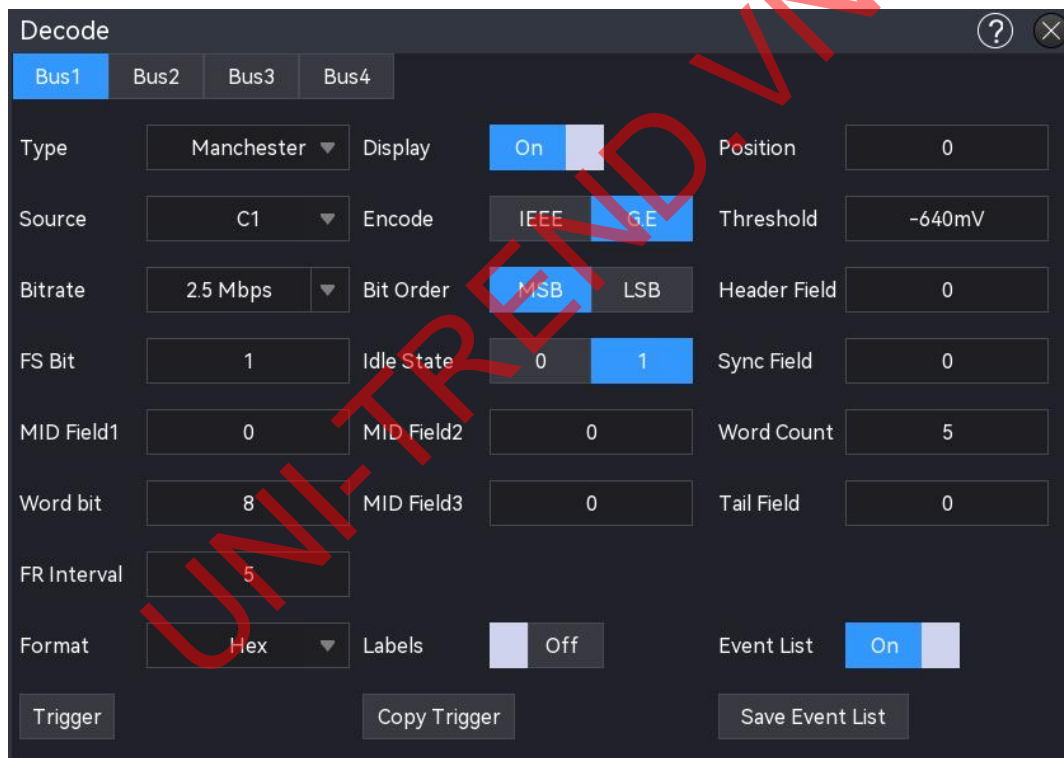 Decode ?
Bus1 Bus2 Bus3 Bus4
Type Manchester Display On Position 0
Source C1 Encode IEEE G.E Threshold -640mV
Bitrate 2.5 Mbps Bit Order MSB LSB Header Field 0
FS Bit 1 Idle State 0 1 Sync Field 0
MID Field1 0 MID Field2 0 Word Count 5
Word bit 8 MID Field3 0 Tail Field 0
FR Interval 5
Format Hex Labels Off Event List On
Trigger Copy Trigger Save Event List
UNI-TREND.VN